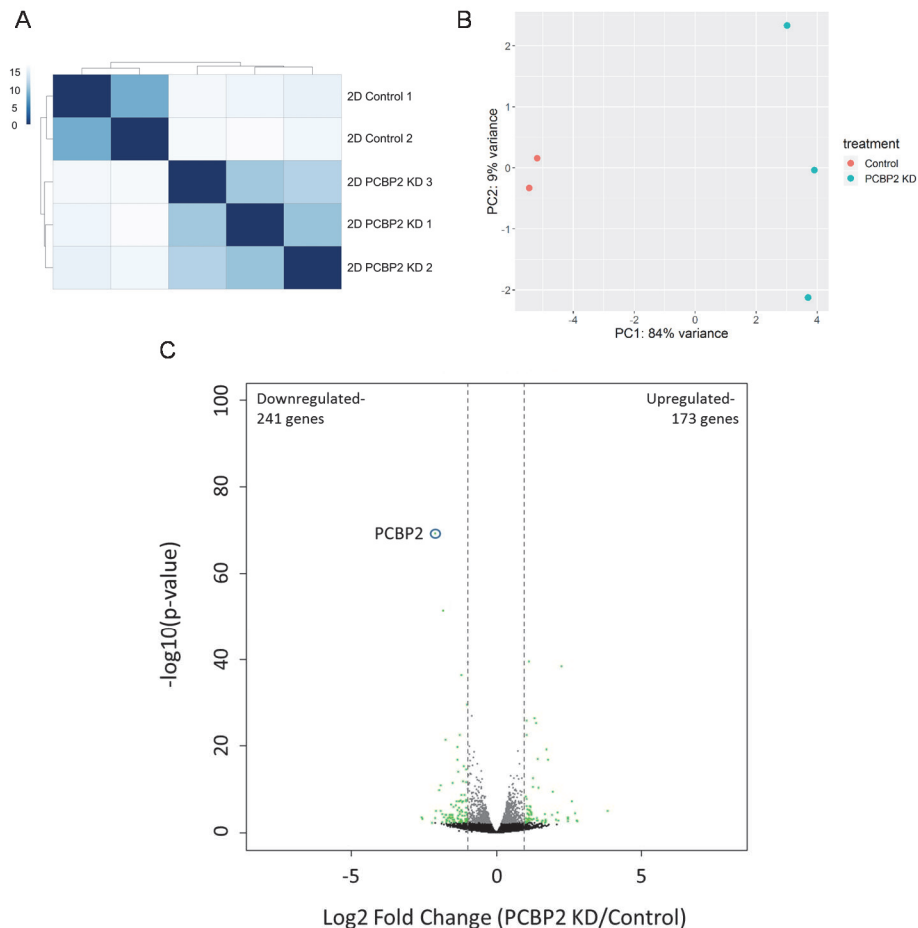 A
15
10
5
0
2D Control 1
2D Control 2
2D PCBP2 KD 3
2D PCBP2 KD 1
2D PCBP2 KD 2
B
2
1
0
-1
-2
PC2: 9% variance
-4
-2
0
2
4
PC1: 84% variance
treatment
Control
PCBP2 KD
C
Downregulated-
241 genes
Upregulated-
173 genes
PCBP2
100
80
60
40
20
0
-log10(p-value)
-5
0
5
Log2 Fold Change (PCBP2 KD/Control)